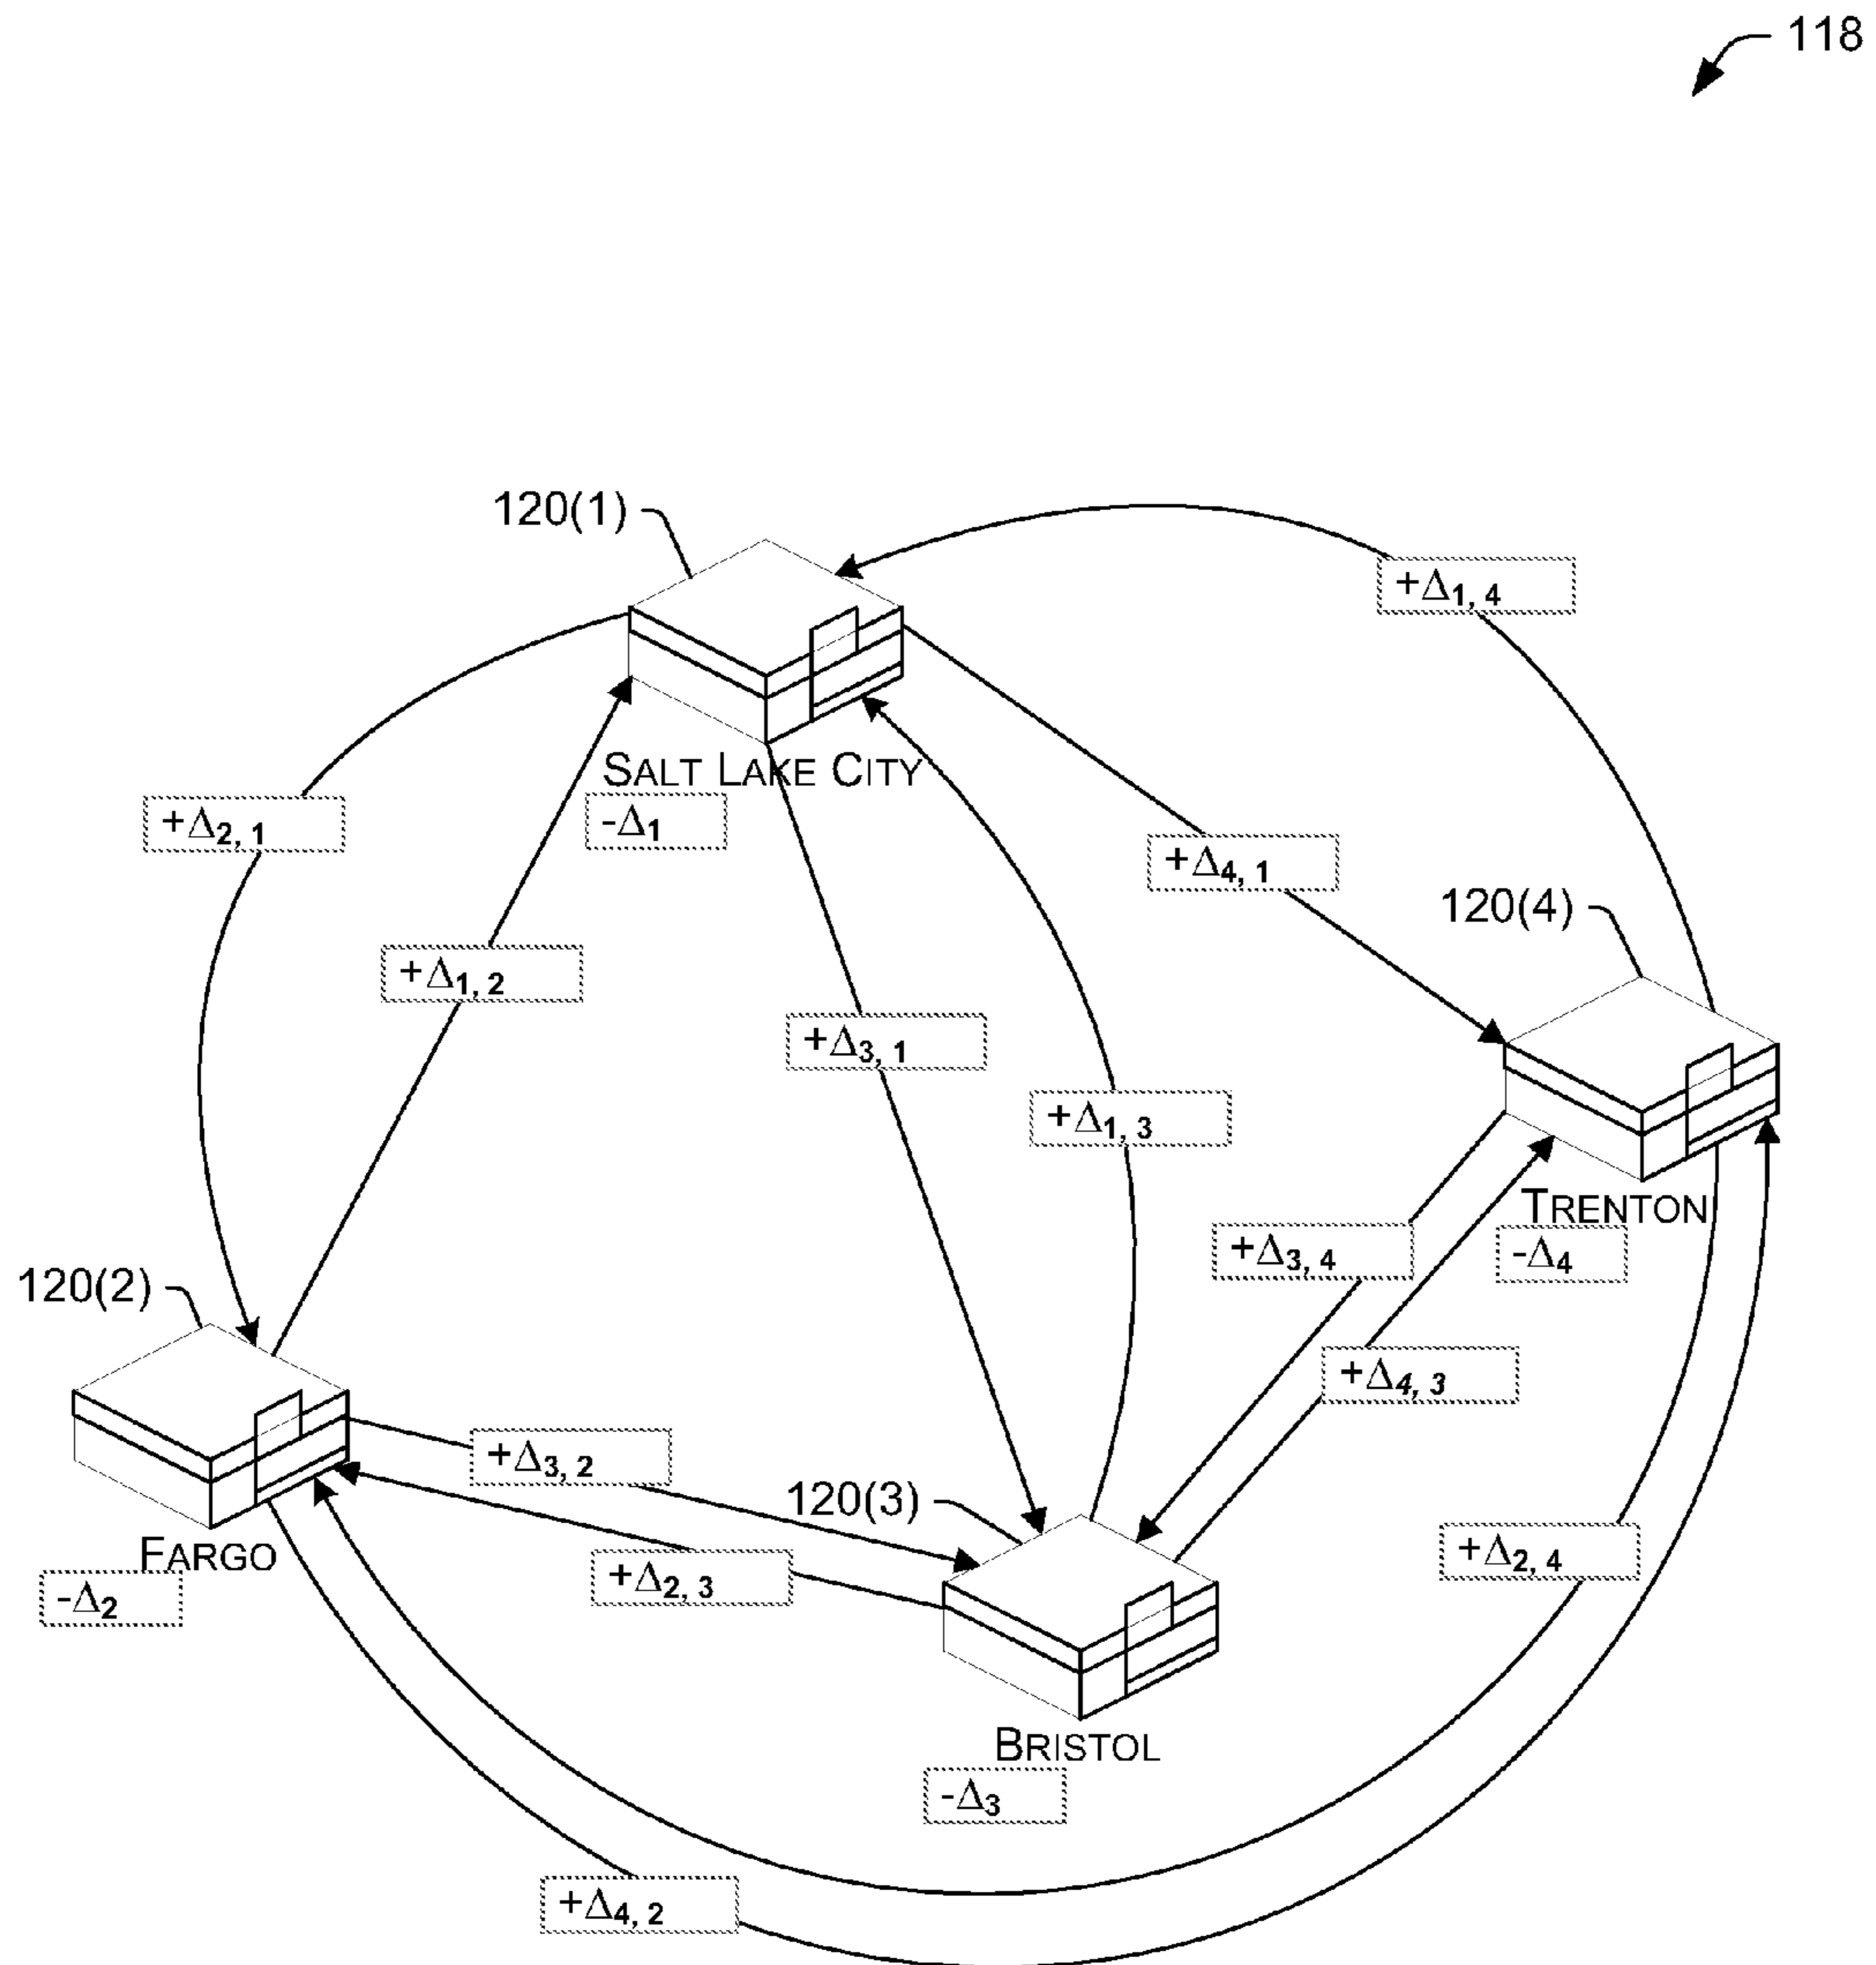 118
120(1)
+Δ1, 4
SALT LAKE CITY
-Δ1
+Δ2, 1
+Δ4, 1
120(4)
+Δ1, 2
+Δ3, 1
+Δ1, 3
TRENTON
-Δ4
+Δ3, 4
120(2)
+Δ4, 3
+Δ3, 2
120(3)
FARGO
-Δ2
+Δ2, 3
+Δ2, 4
BRISTOL
-Δ3
+Δ4, 2